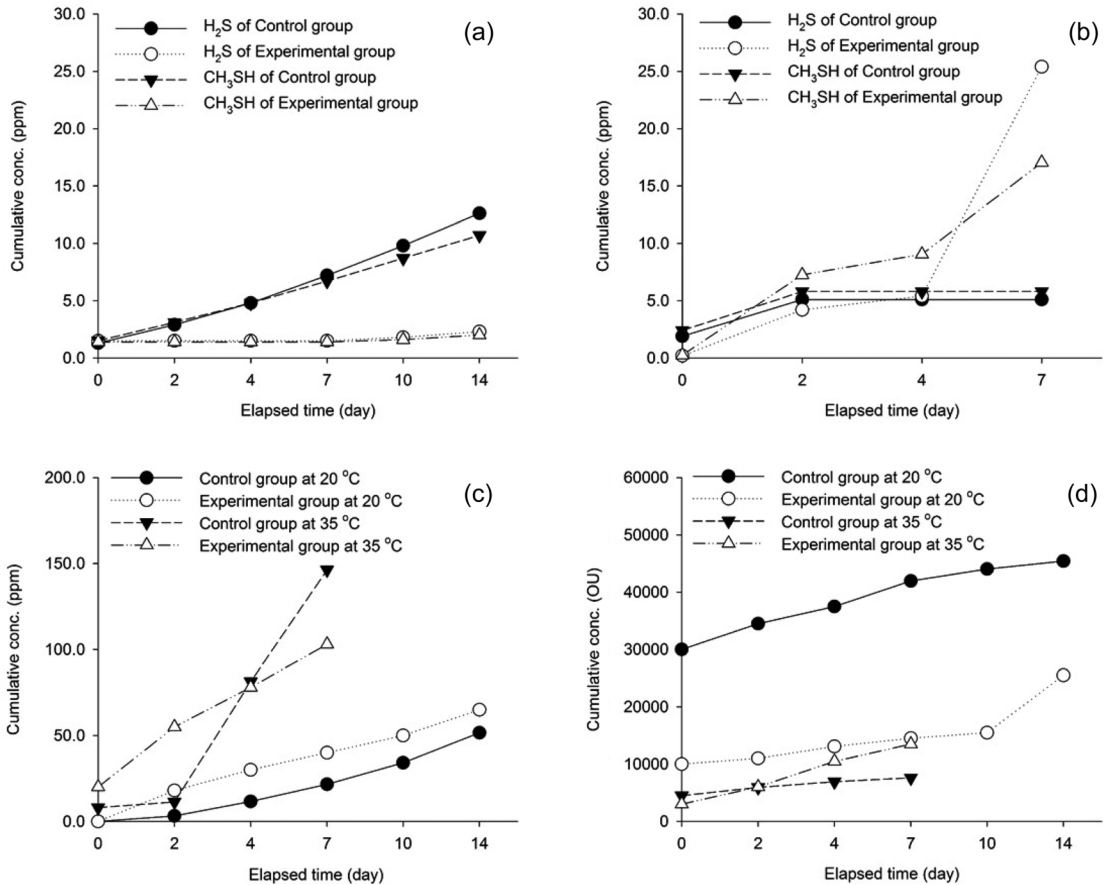 30.0
25.0
20.0
15.0
10.0
5.0
0.0
Cumulative conc. (ppm)
H2S of Control group
H2S of Experimental group
CH3SH of Control group
CH3SH of Experimental group
(a)
0 2 4 7 10 14
Elapsed time (day)
30.0
25.0
20.0
15.0
10.0
5.0
0.0
Cumulative conc. (ppm)
H2S of Control group
H2S of Experimental group
CH3SH of Control group
CH3SH of Experimental group
(b)
0 2 4 7
Elapsed time (day)
200.0
150.0
100.0
50.0
0.0
Cumulative conc. (ppm)
Control group at 20 °C
Experimental group at 20 °C
Control group at 35 °C
Experimental group at 35 °C
(c)
0 2 4 7 10 14
Elapsed time (day)
60000
50000
40000
30000
20000
10000
0
Cumulative conc. (OU)
Control group at 20 °C
Experimental group at 20 °C
Control group at 35 °C
Experimental group at 35 °C
(d)
0 2 4 7 10 14
Elapsed time (day)